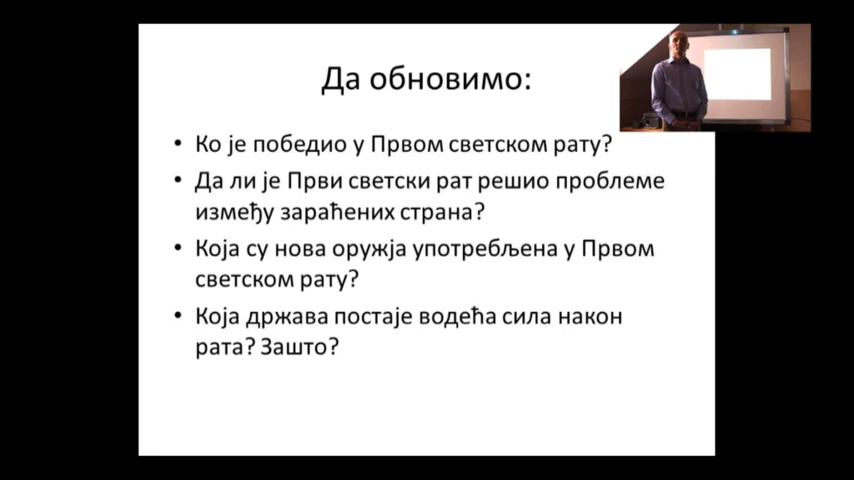 Да обновимо:
• Ко је победио у Првом светском рату?
• Да ли је Први светски рат решио проблеме
између зараћених страна?
• Која су нова оружја употребљена у Првом
светском рату?
• Која држава постаје водећа сила након
рата? Зашто?